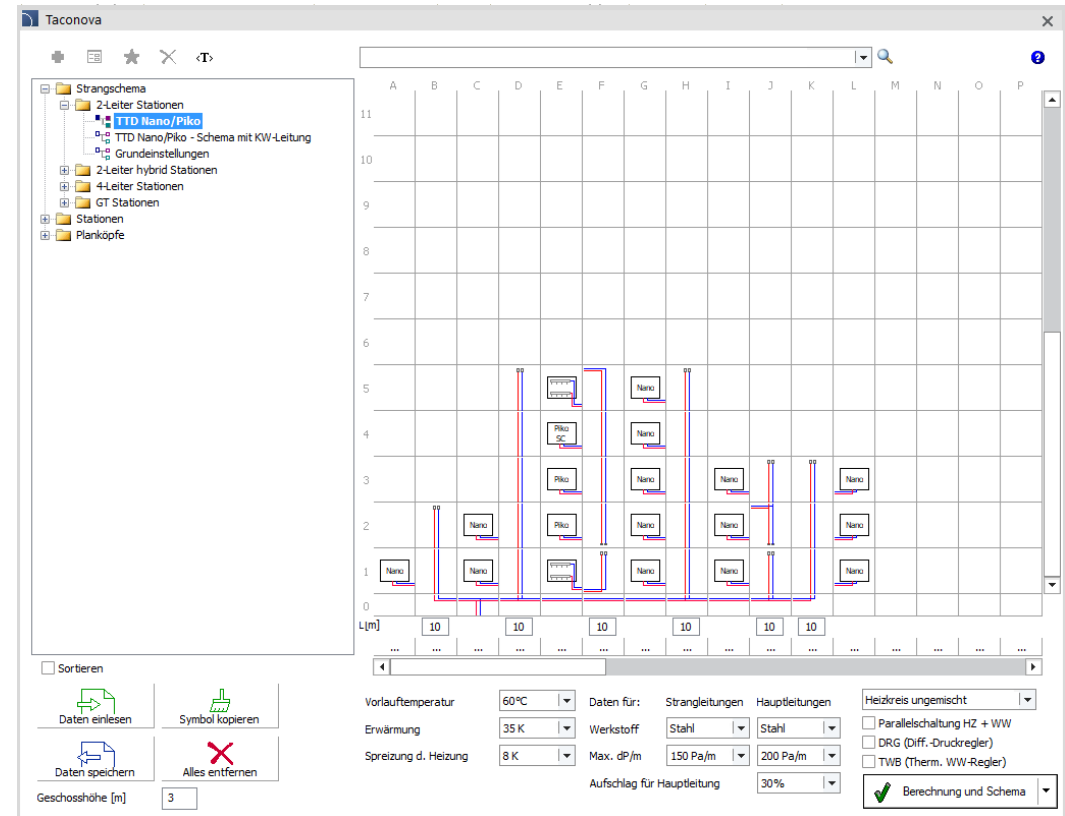 Taconova
<T>
Strangschema
2-Leiter Stationen
TTD Nano/Piko
TTD Nano/Piko - Schema mit KW-Leitung
Grundeinstellungen
2-Leiter hybrid Stationen
4-Leiter Stationen
GT Stationen
Stationen
Planköpfe
A B C D E F G H I J K L M N O P
11
10
9
8
7
6
5 Nano
4 Piko SC Nano
3 Piko Nano Nano Nano
2 Nano Piko Nano Nano Nano
1 Nano Nano Nano Nano Nano
0
L[m] 10 10 10 10 10 10
... ... ... ... ... ... ... ... ... ... ... ... ... ... ... ...
Sortieren
Daten einlesen Symbol kopieren
Daten speichern Alles entfernen
Geschosshöhe [m] 3
Vorlauftemperatur 60°C Daten für: Strangleitungen Hauptleitungen Heizkreis ungemischt
Erwärmung 35 K Werkstoff Stahl Stahl Parallelschaltung HZ + WW
DRG (Diff.-Druckregler)
Spreizung d. Heizung 8 K Max. dP/m 150 Pa/m 200 Pa/m TWB (Therm. WW-Regler)
Aufschlag für Hauptleitung 30% Berechnung und Schema